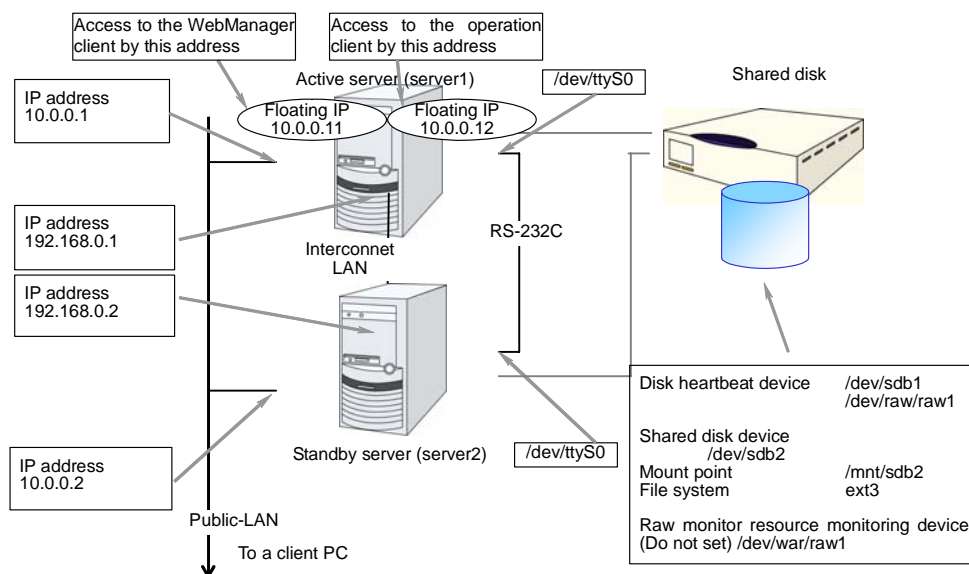 Access to the WebManager
client by this address
Access to the operation
client by this address
Active server (server1)
/dev/ttyS0
Shared disk
IP address
10.0.0.1
Floating IP
10.0.0.11
Floating IP
10.0.0.12
IP address
192.168.0.1
RS-232C
Interconnet
LAN
IP address
192.168.0.2
Disk heartbeat device /dev/sdb1
/dev/raw/raw1
Shared disk device
/dev/sdb2
Mount point /mnt/sdb2
File system ext3
Raw monitor resource monitoring device
(Do not set) /dev/war/raw1
Standby server (server2)
/dev/ttyS0
IP address
10.0.0.2
Public-LAN
To a client PC